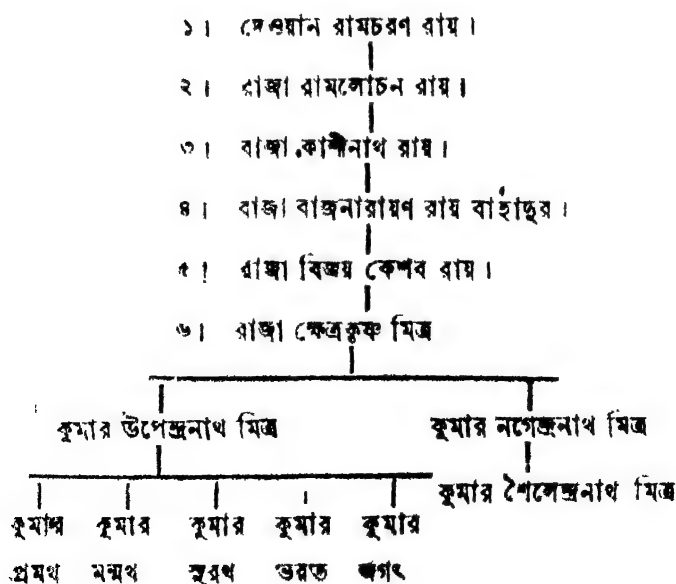 ১। দেওয়ান রামচরণ রায়।
২। রাজা রামলোচন রায়।
৩। বাজা কাশীনাথ রায়।
৪। বাজা বাজনারায়ণ রায় বাহাদুর।
৫। রাজা বিজয় কেশব রায়।
৬। রাজা ক্ষেত্রকৃষ্ণ মিত্র
কুমার উপেন্দ্রনাথ মিত্র কুমার নগেন্দ্রনাথ মিত্র
কুমার শৈলেন্দ্রনাথ মিত্র
কুমার কুমার কুমার কুমার কুমার
প্রমথ মন্মথ সুরথ ভরত জগৎ